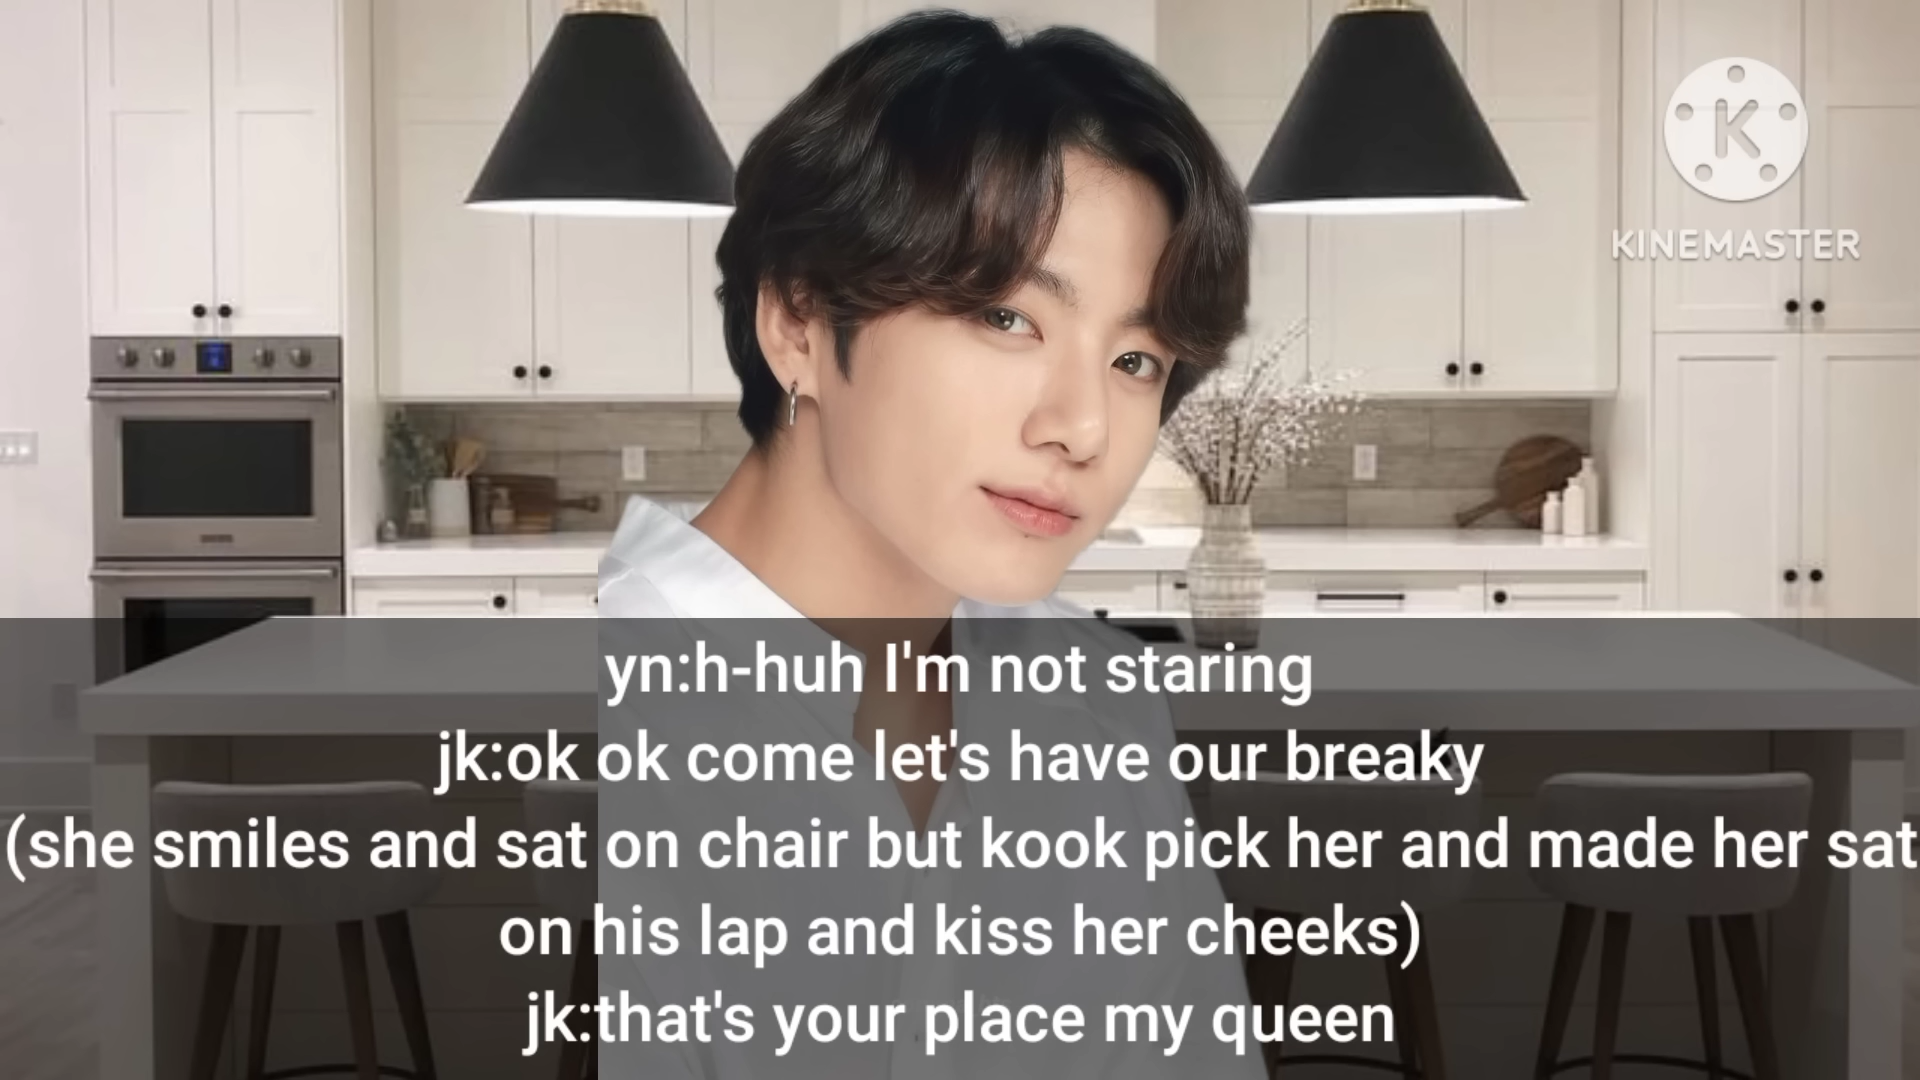 K
KINEMASTER
yn:h-huh I'm not staring
jk:ok ok come let's have our breaky
(she smiles and sat on chair but kook pick her and made her sat
on his lap and kiss her cheeks)
jk:that's your place my queen